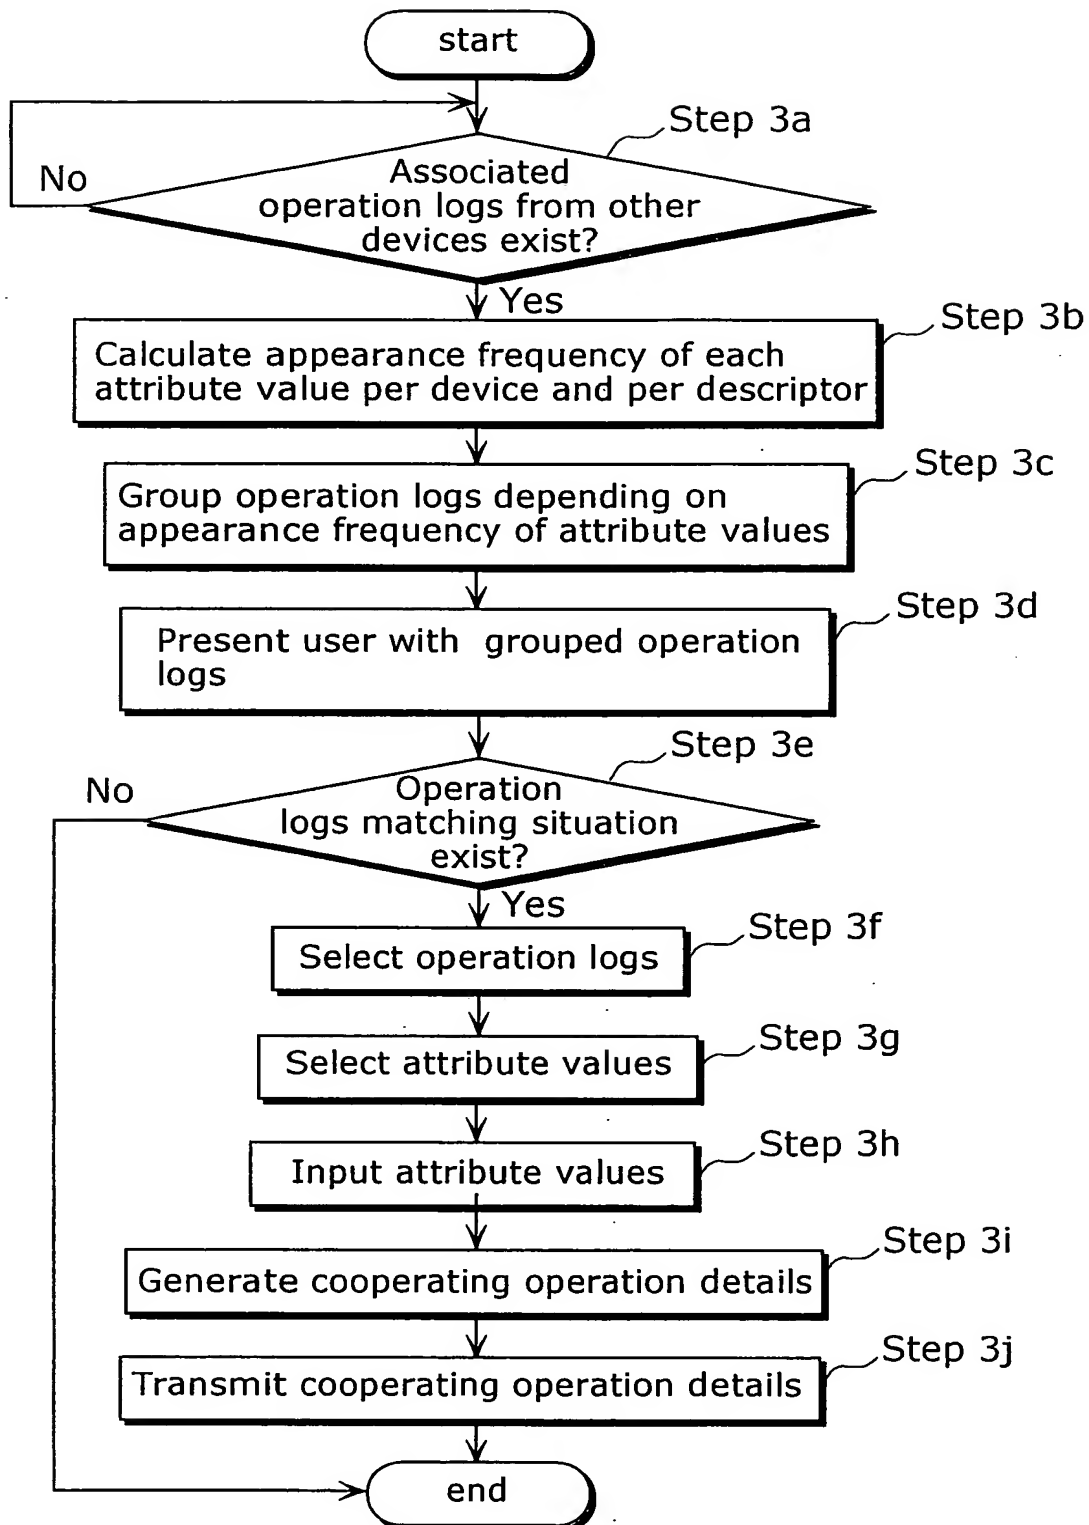 start
Step 3a
No
Associated
operation logs from other
devices exist?
Yes
Step 3b
Calculate appearance frequency of each
attribute value per device and per descriptor
Step 3c
Group operation logs depending on
appearance frequency of attribute values
Step 3d
Present user with grouped operation
logs
Step 3e
No
Operation
logs matching situation
exist?
Yes
Step 3f
Select operation logs
Step 3g
Select attribute values
Step 3h
Input attribute values
Step 3i
Generate cooperating operation details
Step 3j
Transmit cooperating operation details
end